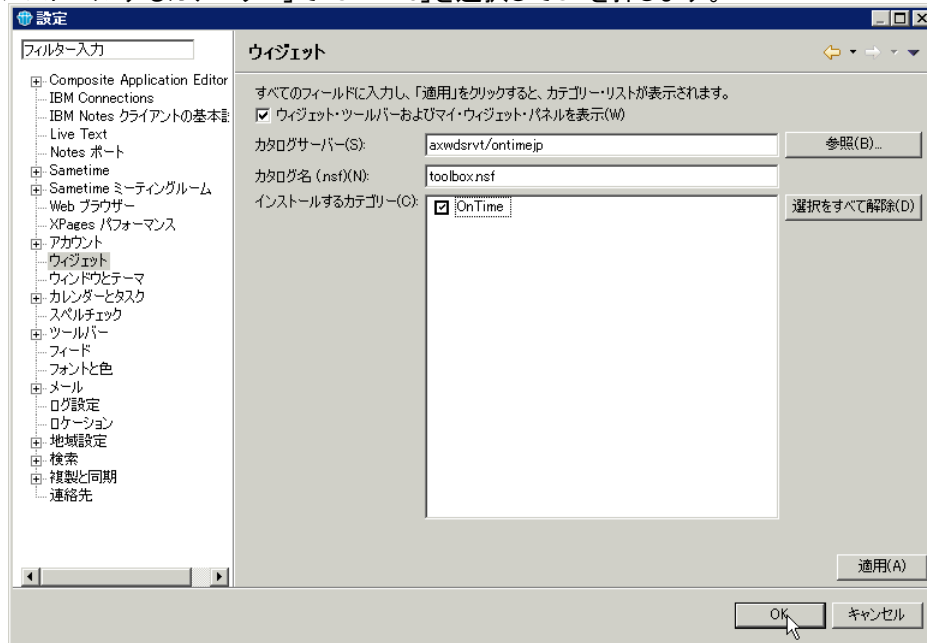 設定
フィルター入力
ウィジェット
Composite Application Editor
IBM Connections
IBM Notes クライアントの基本設
Live Text
Notes ポート
Sametime
Sametime ミーティングルーム
Web ブラウザー
XPages パフォーマンス
アカウント
ウィジェット
ウィンドウとテーマ
カレンダーとタスク
スペルチェック
ツールバー
フィード
フォントと色
メール
ログ設定
ロケーション
地域設定
検索
複製と同期
連絡先
すべてのフィールドに入力し、「適用」をクリックすると、カテゴリー・リストが表示されます。
ウィジェット・ツールバーおよびマイ・ウィジェット・パネルを表示(W)
カタログサーバー(S): axwdsrvt/ontimejp 参照(B)...
カタログ名 (.nsf)(N): toolbox.nsf
インストールするカテゴリー(C): OnTime 選択をすべて解除(D)
適用(A)
OK キャンセル